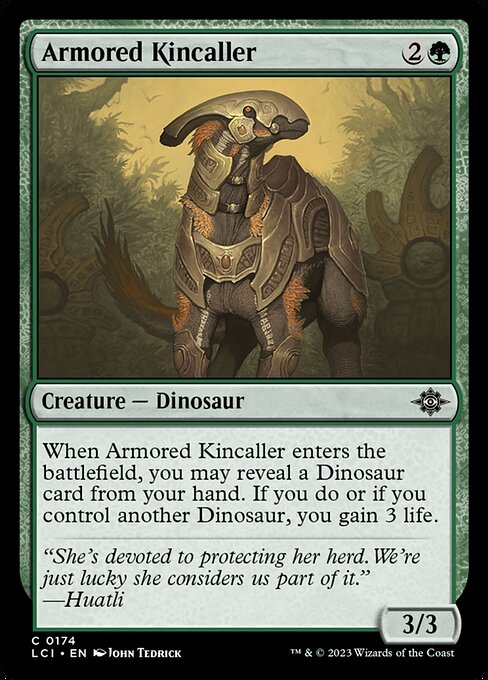 Armored Kincaller 2
Creature — Dinosaur
When Armored Kincaller enters the
battlefield, you may reveal a Dinosaur
card from your hand. If you do or if you
control another Dinosaur, you gain 3 life.
“She’s devoted to protecting her herd. We’re
just lucky she considers us part of it.”
—Huatli
3/3
C 0174
LCI • EN JOHN TEDRICK
™ & © 2023 Wizards of the Coast